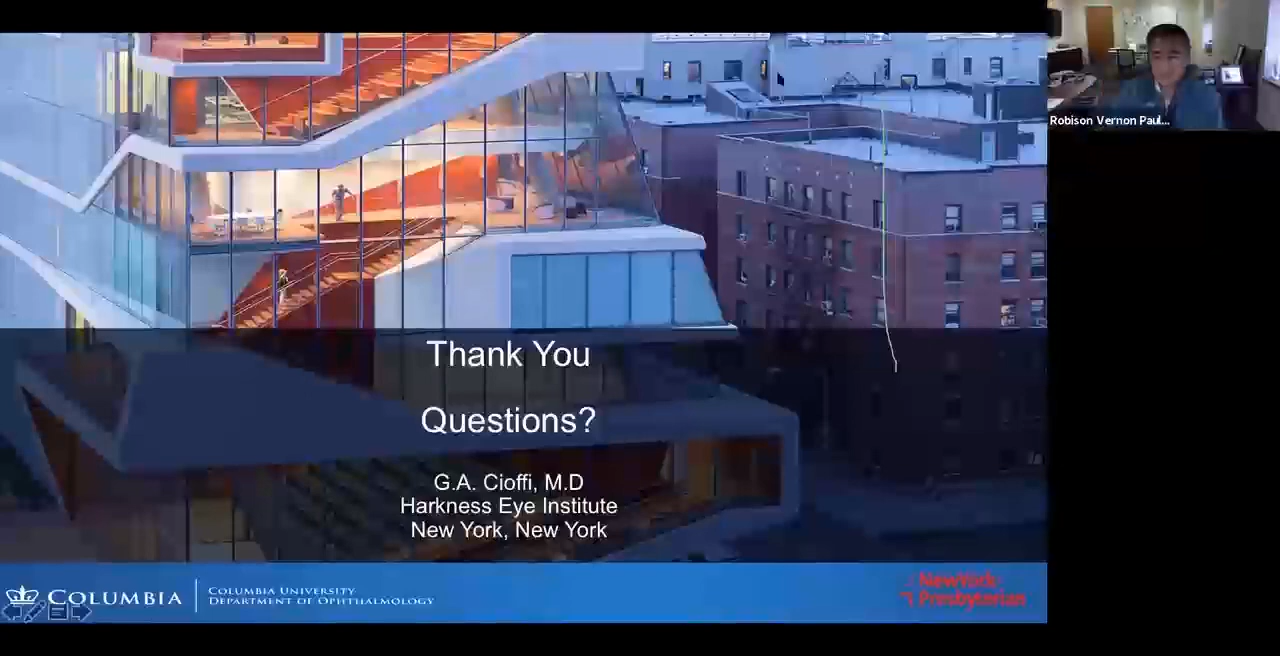 Robison Vernon Paul...
Thank You
Questions?
G.A. Cioffi, M.D
Harkness Eye Institute
New York, New York
COLUMBIA
COLUMBIA UNIVERSITY
DEPARTMENT OF OPHTHALMOLOGY
NewYork-
Presbyterian